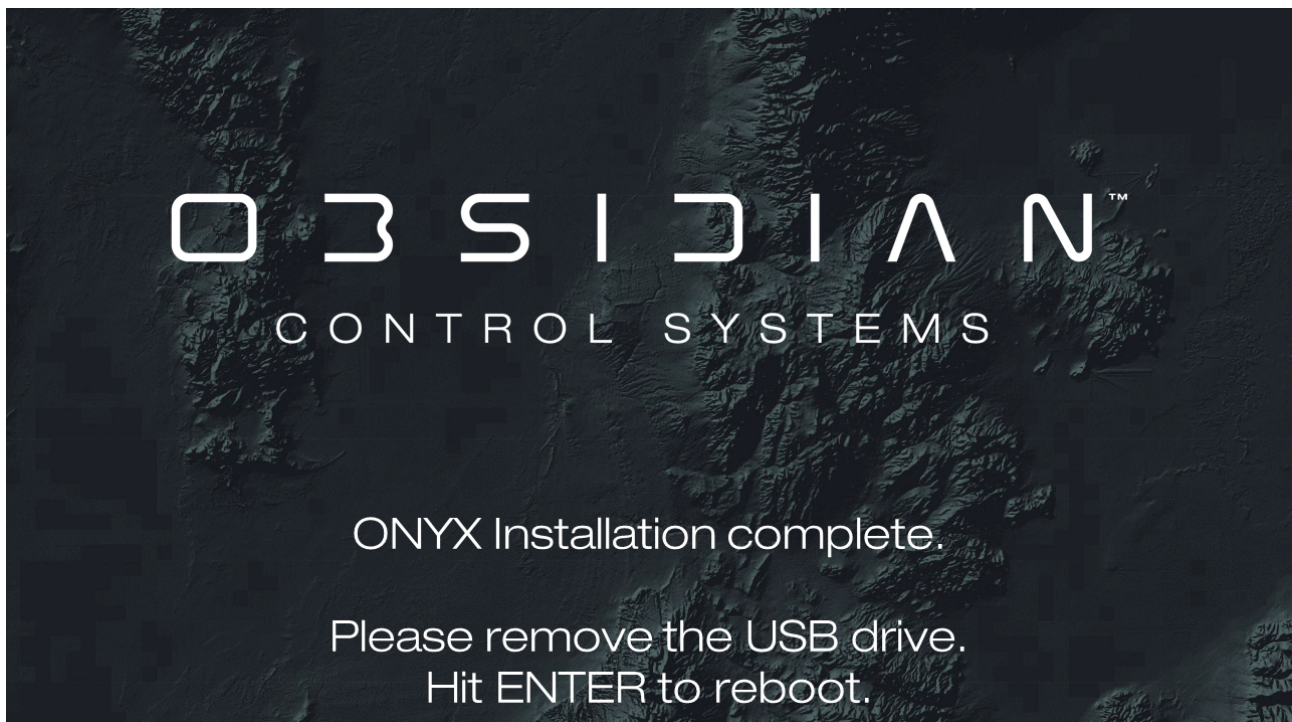 OBSIDIAN™
CONTROL SYSTEMS
ONYX Installation complete.
Please remove the USB drive.
Hit ENTER to reboot.